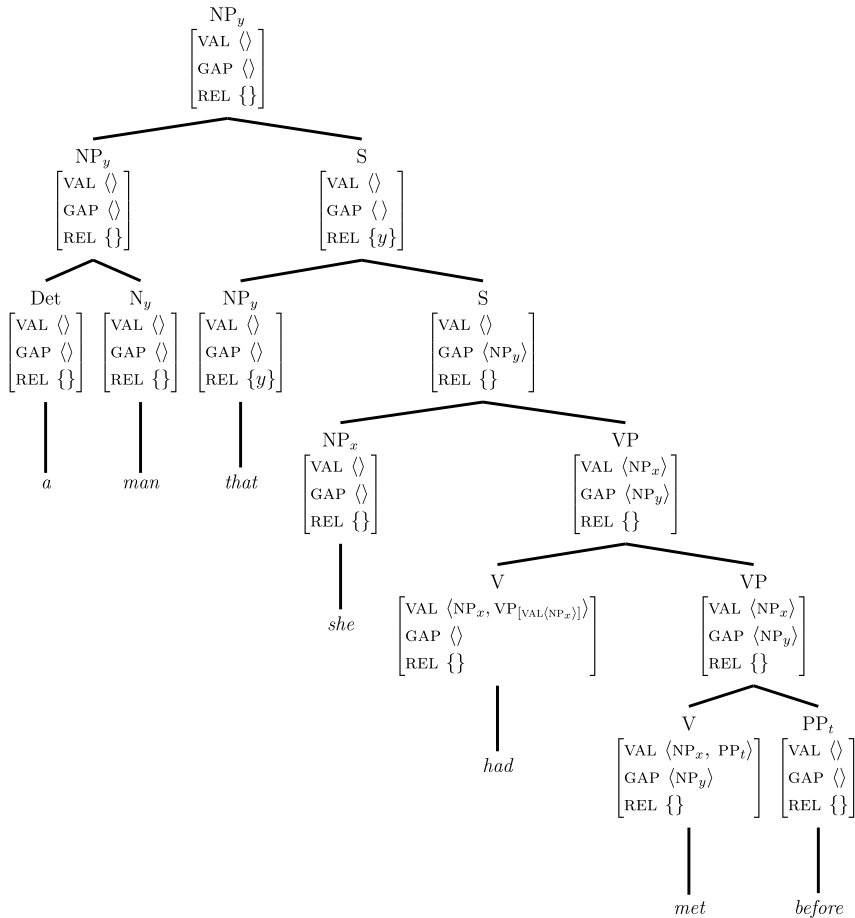 NP_y
[VAL ⟨⟩
GAP ⟨⟩
REL {}]
NP_y S
[VAL ⟨⟩ [VAL ⟨⟩
GAP ⟨⟩ GAP ⟨ ⟩
REL {}] REL {y}]
Det N_y NP_y S
[VAL ⟨⟩ [VAL ⟨⟩ [VAL ⟨⟩ [VAL ⟨⟩
GAP ⟨⟩ GAP ⟨⟩ GAP ⟨⟩ GAP ⟨NP_y⟩
REL {}] REL {}] REL {y}] REL {}]
NP_x VP
[VAL ⟨⟩ [VAL ⟨NP_x⟩
a man that GAP ⟨⟩ GAP ⟨NP_y⟩
REL {}] REL {}]
V VP
she [VAL ⟨NP_x, VP_[VAL⟨NP_x⟩]⟩ [VAL ⟨NP_x⟩
GAP ⟨⟩ GAP ⟨NP_y⟩
REL {}] REL {}]
V PP_t
had [VAL ⟨NP_x, PP_t⟩ [VAL ⟨⟩
GAP ⟨NP_y⟩ GAP ⟨⟩
REL {}] REL {}]
met before